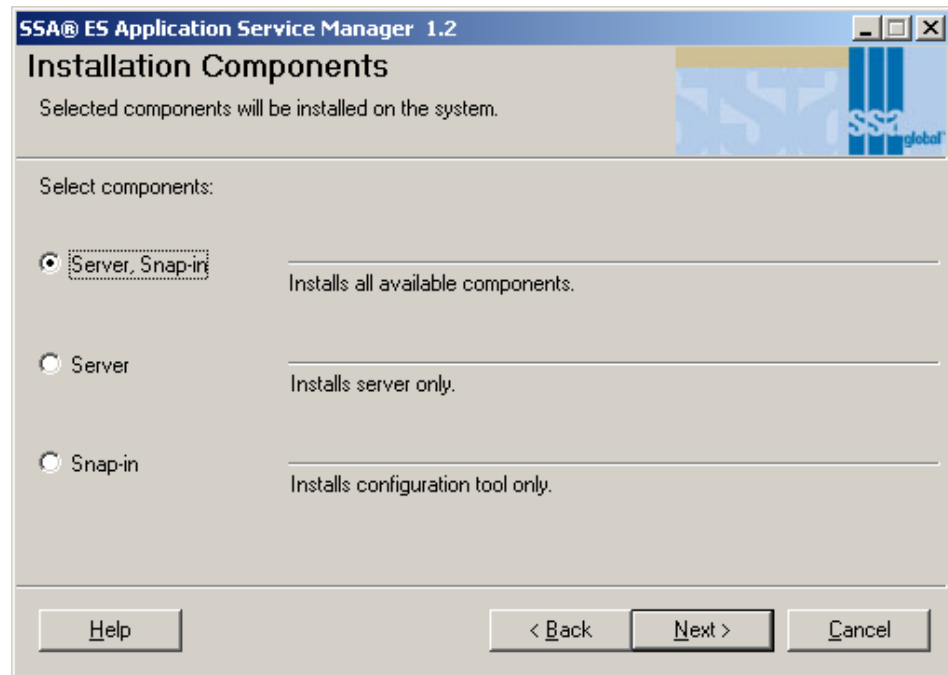 SSA® ES Application Service Manager 1.2
Installation Components
Selected components will be installed on the system.
ssa global™
Select components:
Server, Snap-in
Installs all available components.
Server
Installs server only.
Snap-in
Installs configuration tool only.
Help
< Back
Next >
Cancel